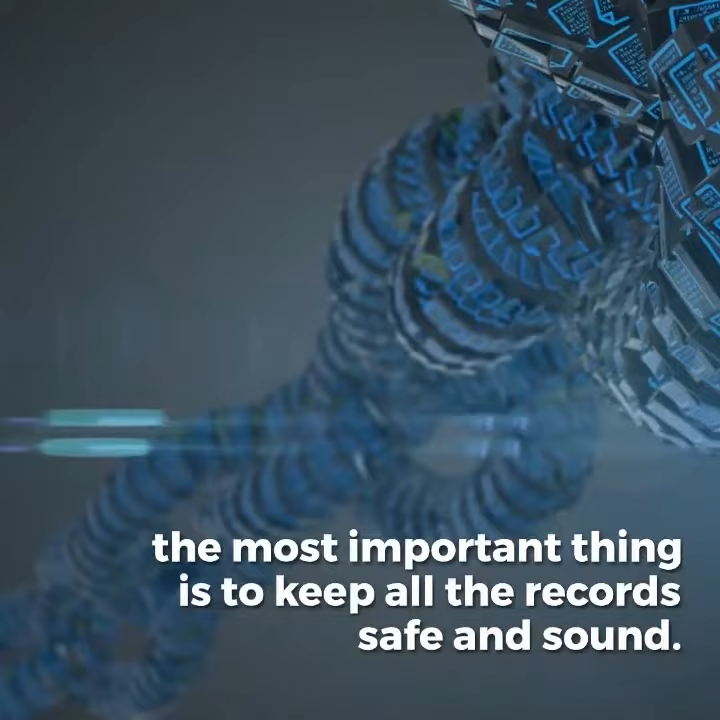 the most important thing
is to keep all the records
safe and sound.